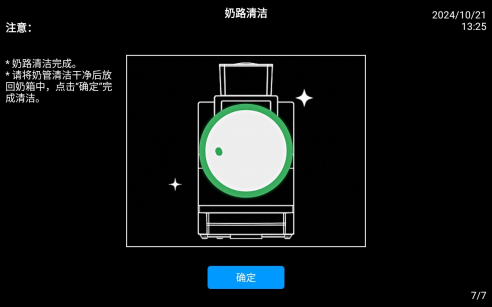 奶路清洁
2024/10/21
13:25
注意：
* 奶路清洁完成。
* 请将奶管清洁干净后放
回奶箱中，点击“确定”完
成清洁。
确定
7/7